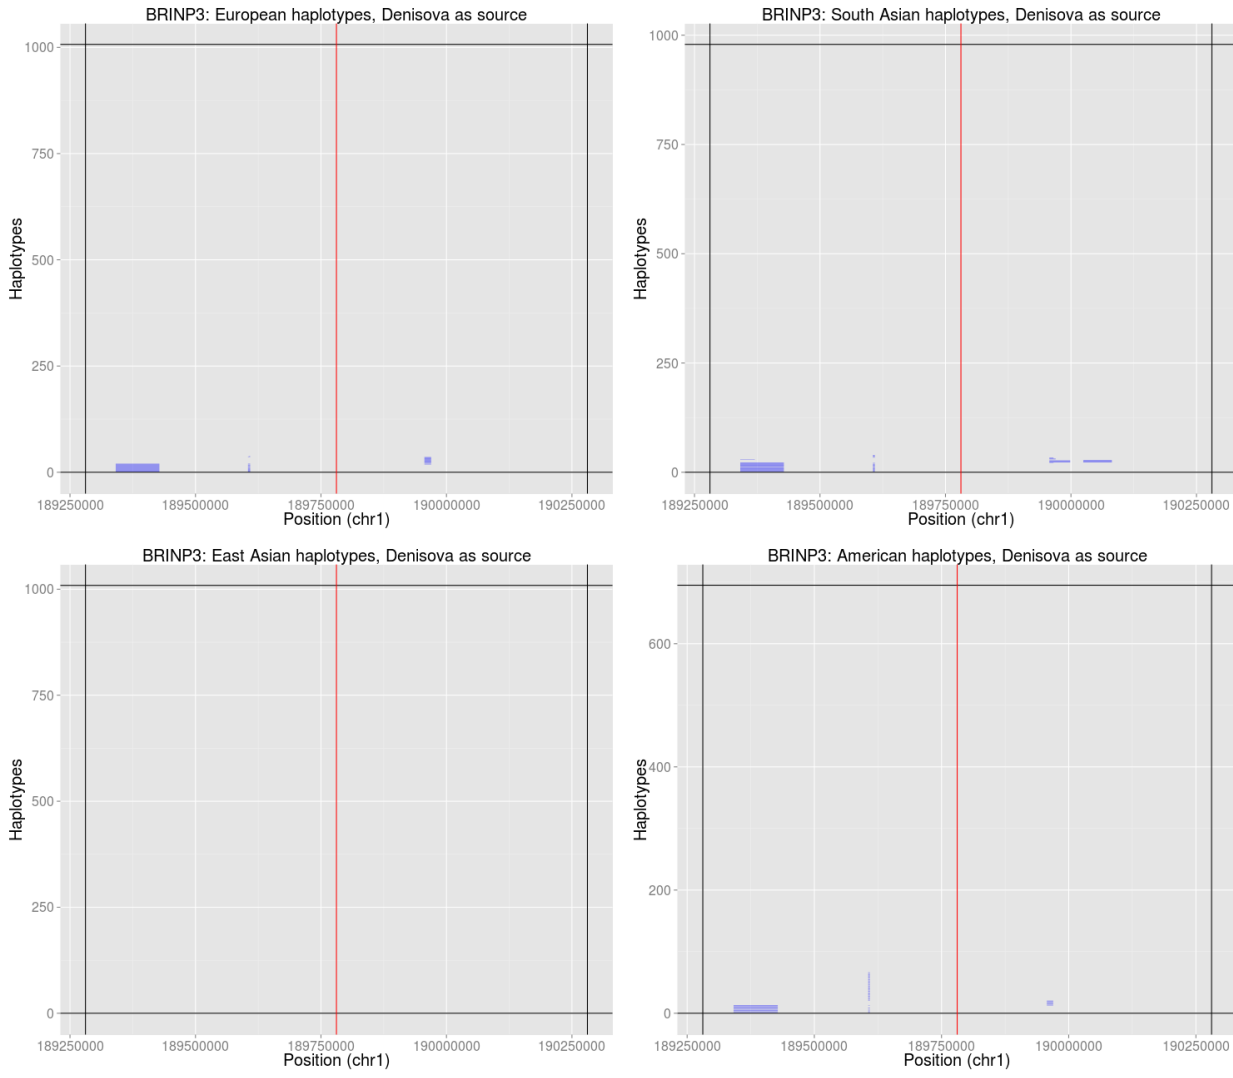 BRINP3: European haplotypes, Denisova as source
1000
750
500
250
0
Haplotypes
189250000 189500000 189750000 190000000 190250000
Position (chr1)
BRINP3: South Asian haplotypes, Denisova as source
1000
750
500
250
0
Haplotypes
189250000 189500000 189750000 190000000 190250000
Position (chr1)
BRINP3: East Asian haplotypes, Denisova as source
1000
750
500
250
0
Haplotypes
189250000 189500000 189750000 190000000 190250000
Position (chr1)
BRINP3: American haplotypes, Denisova as source
600
400
200
0
Haplotypes
189250000 189500000 189750000 190000000 190250000
Position (chr1)